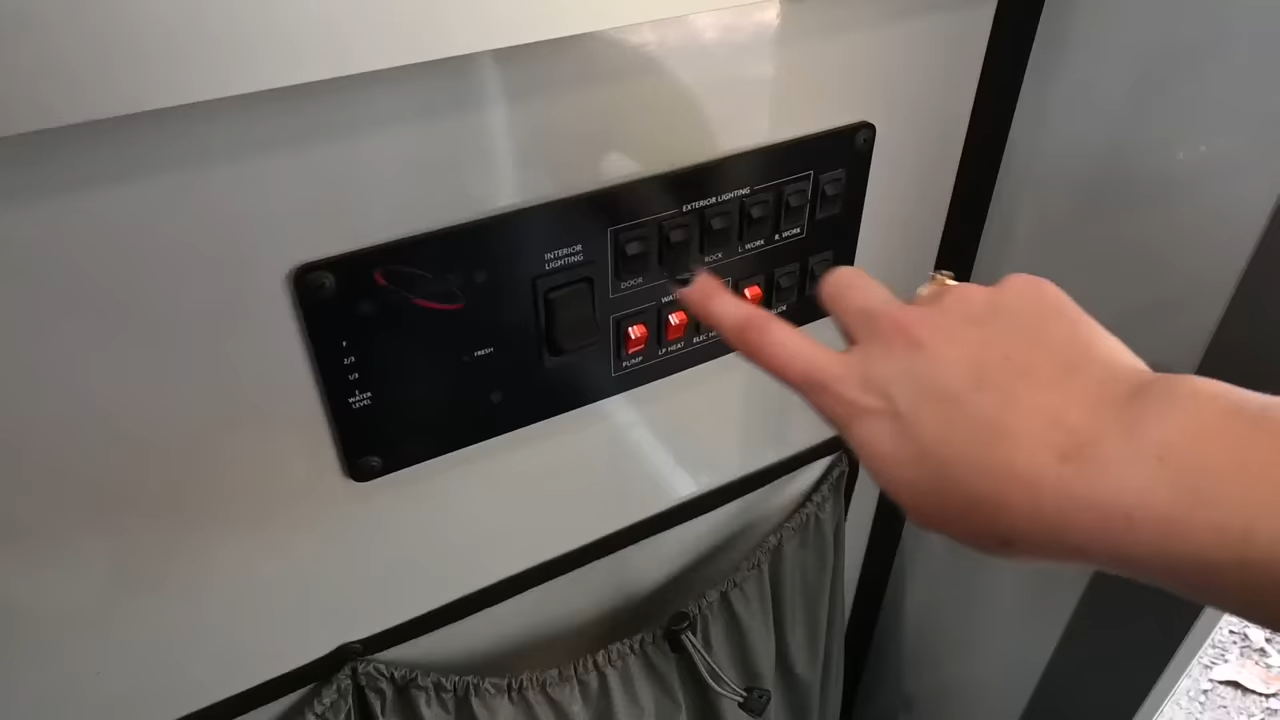 EXTERIOR LIGHTING
INTERIOR
LIGHTING
DOOR
ROCK
L. WORK
R. WORK
PUMP
LP HEAT
F
2/3
1/3
E
WATER
LEVEL
FRESH